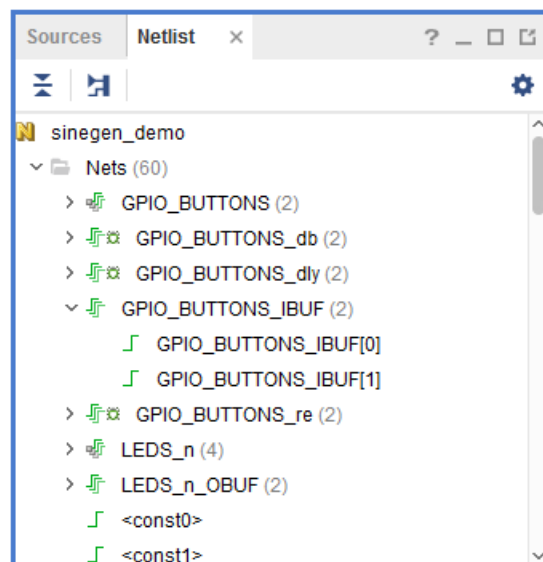 Sources Netlist × ?
sinegen_demo
Nets (60)
GPIO_BUTTONS (2)
GPIO_BUTTONS_db (2)
GPIO_BUTTONS_dly (2)
GPIO_BUTTONS_IBUF (2)
GPIO_BUTTONS_IBUF[0]
GPIO_BUTTONS_IBUF[1]
GPIO_BUTTONS_re (2)
LEDS_n (4)
LEDS_n_OBUF (2)
<const0>
<const1>